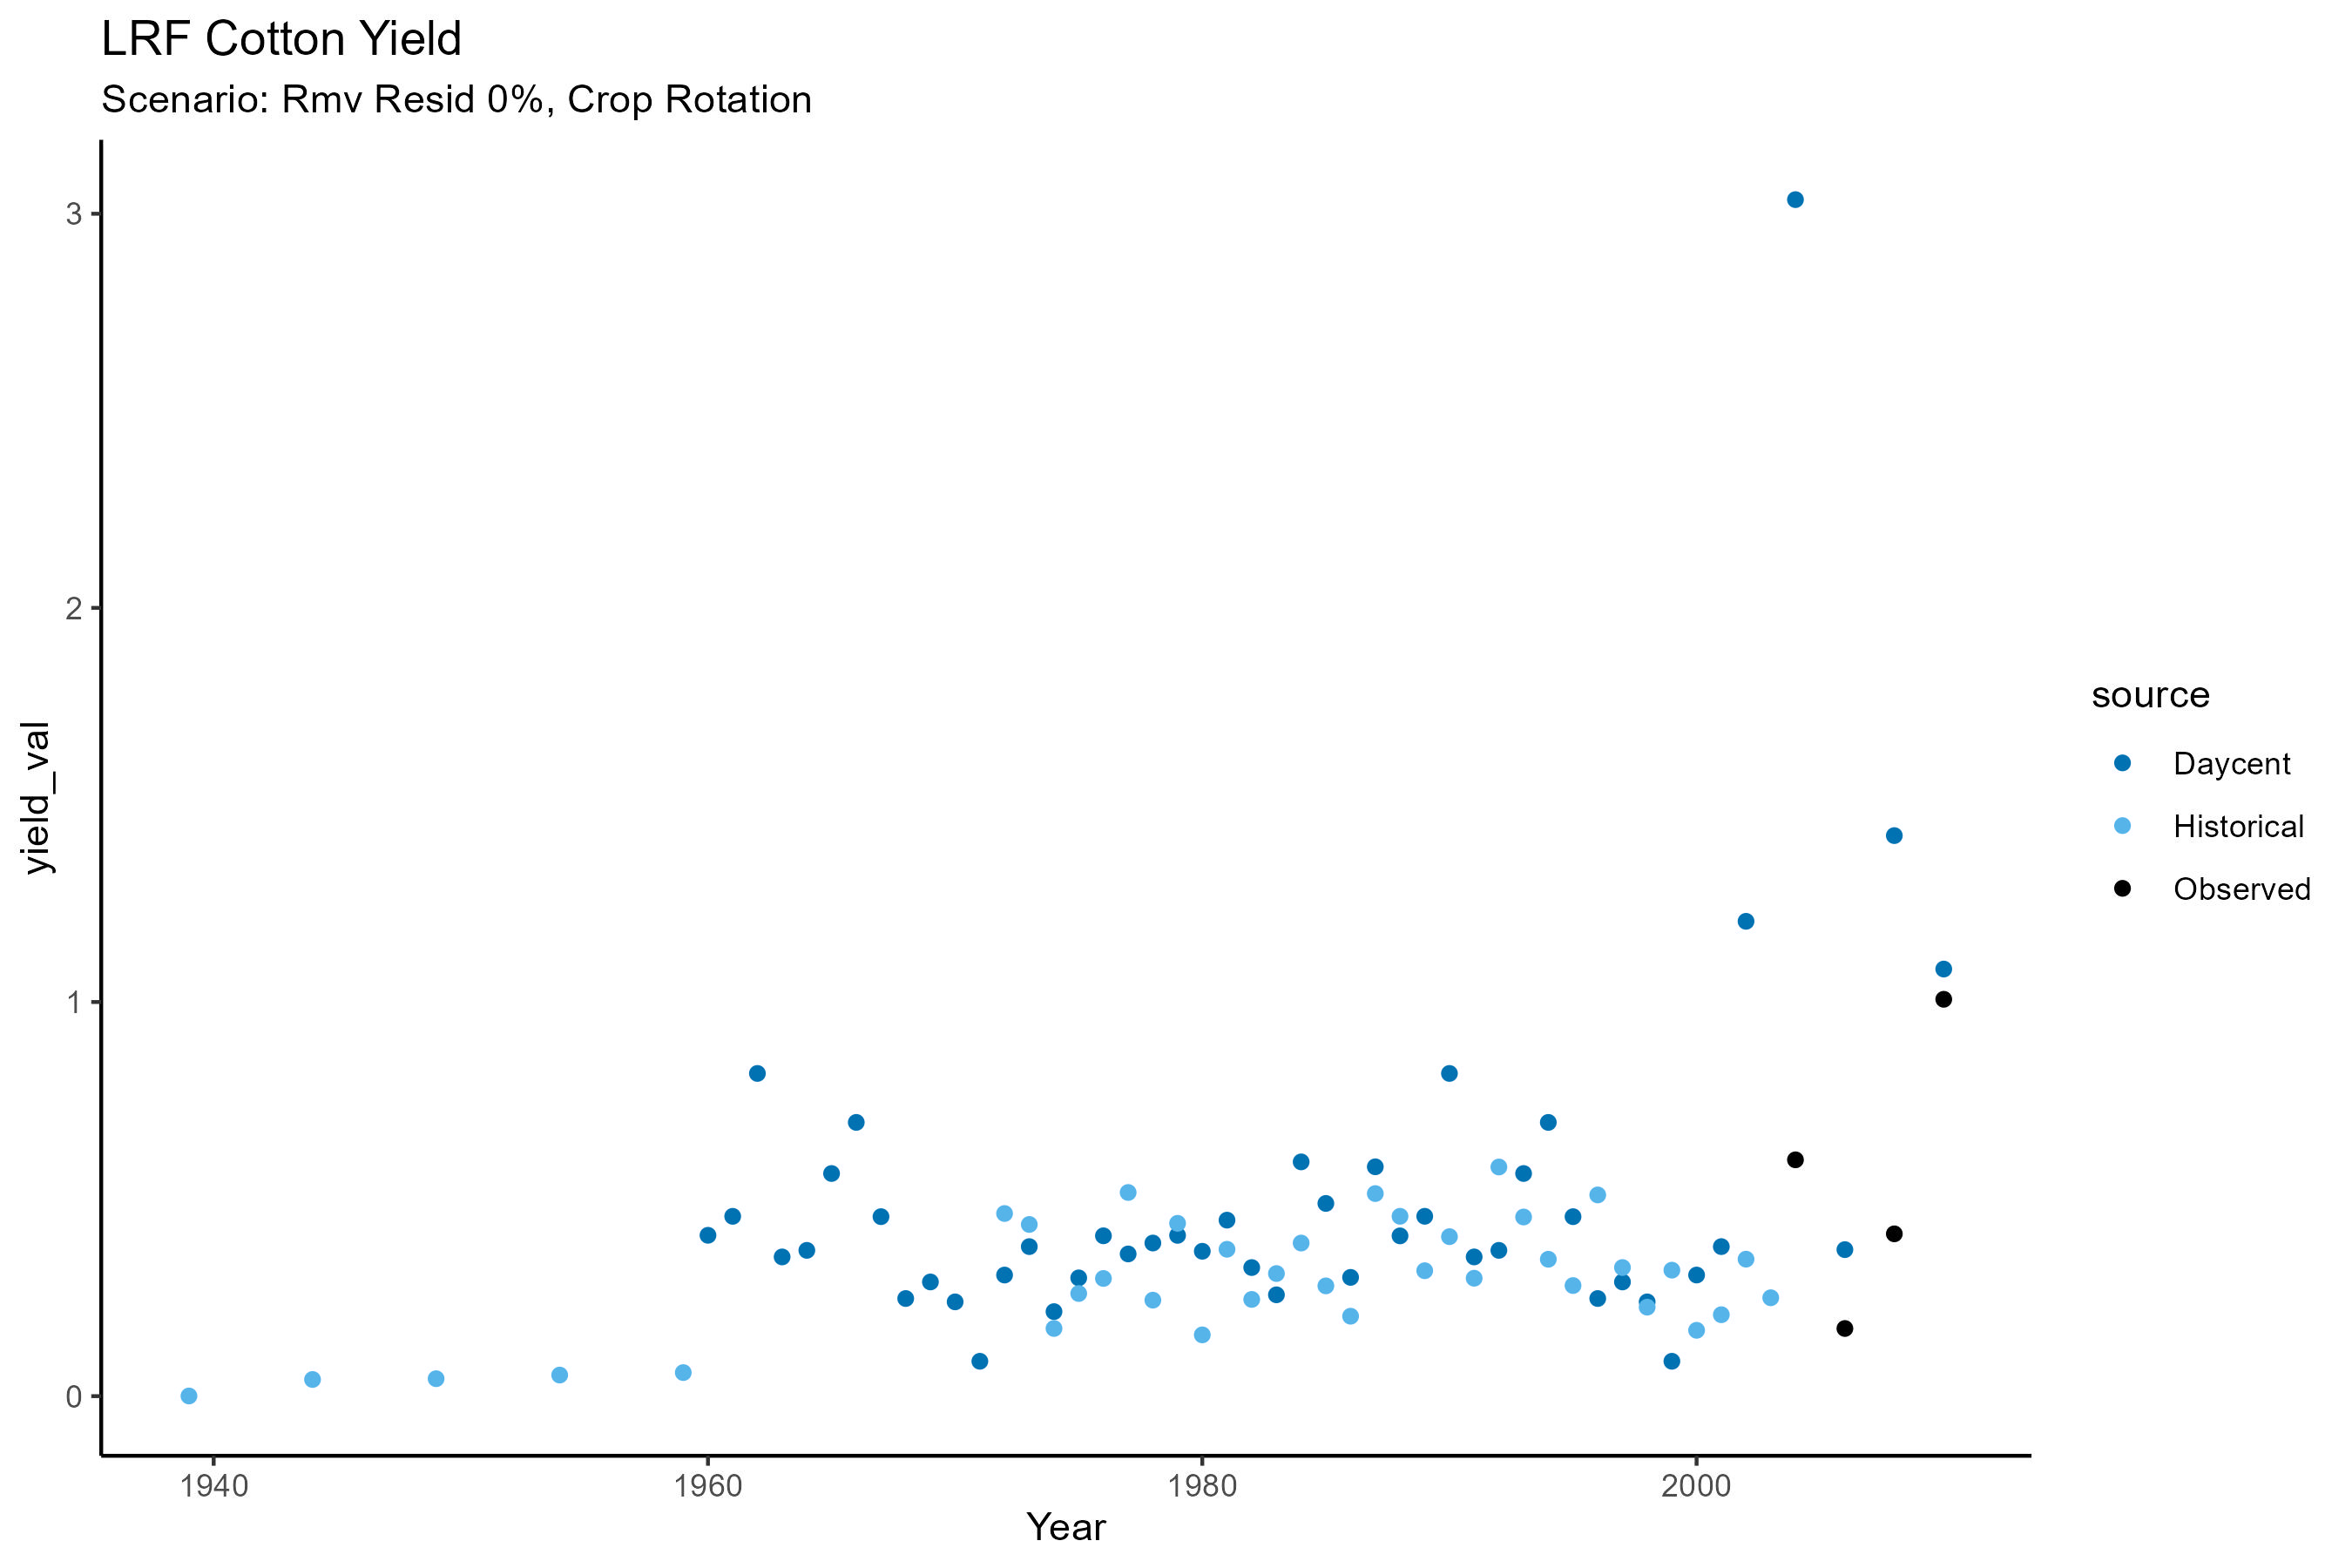 LRF Cotton Yield
Scenario: Rmv Resid 0%, Crop Rotation
3
2
1
0
yield_val
1940
1960
1980
2000
Year
source
Daycent
Historical
Observed